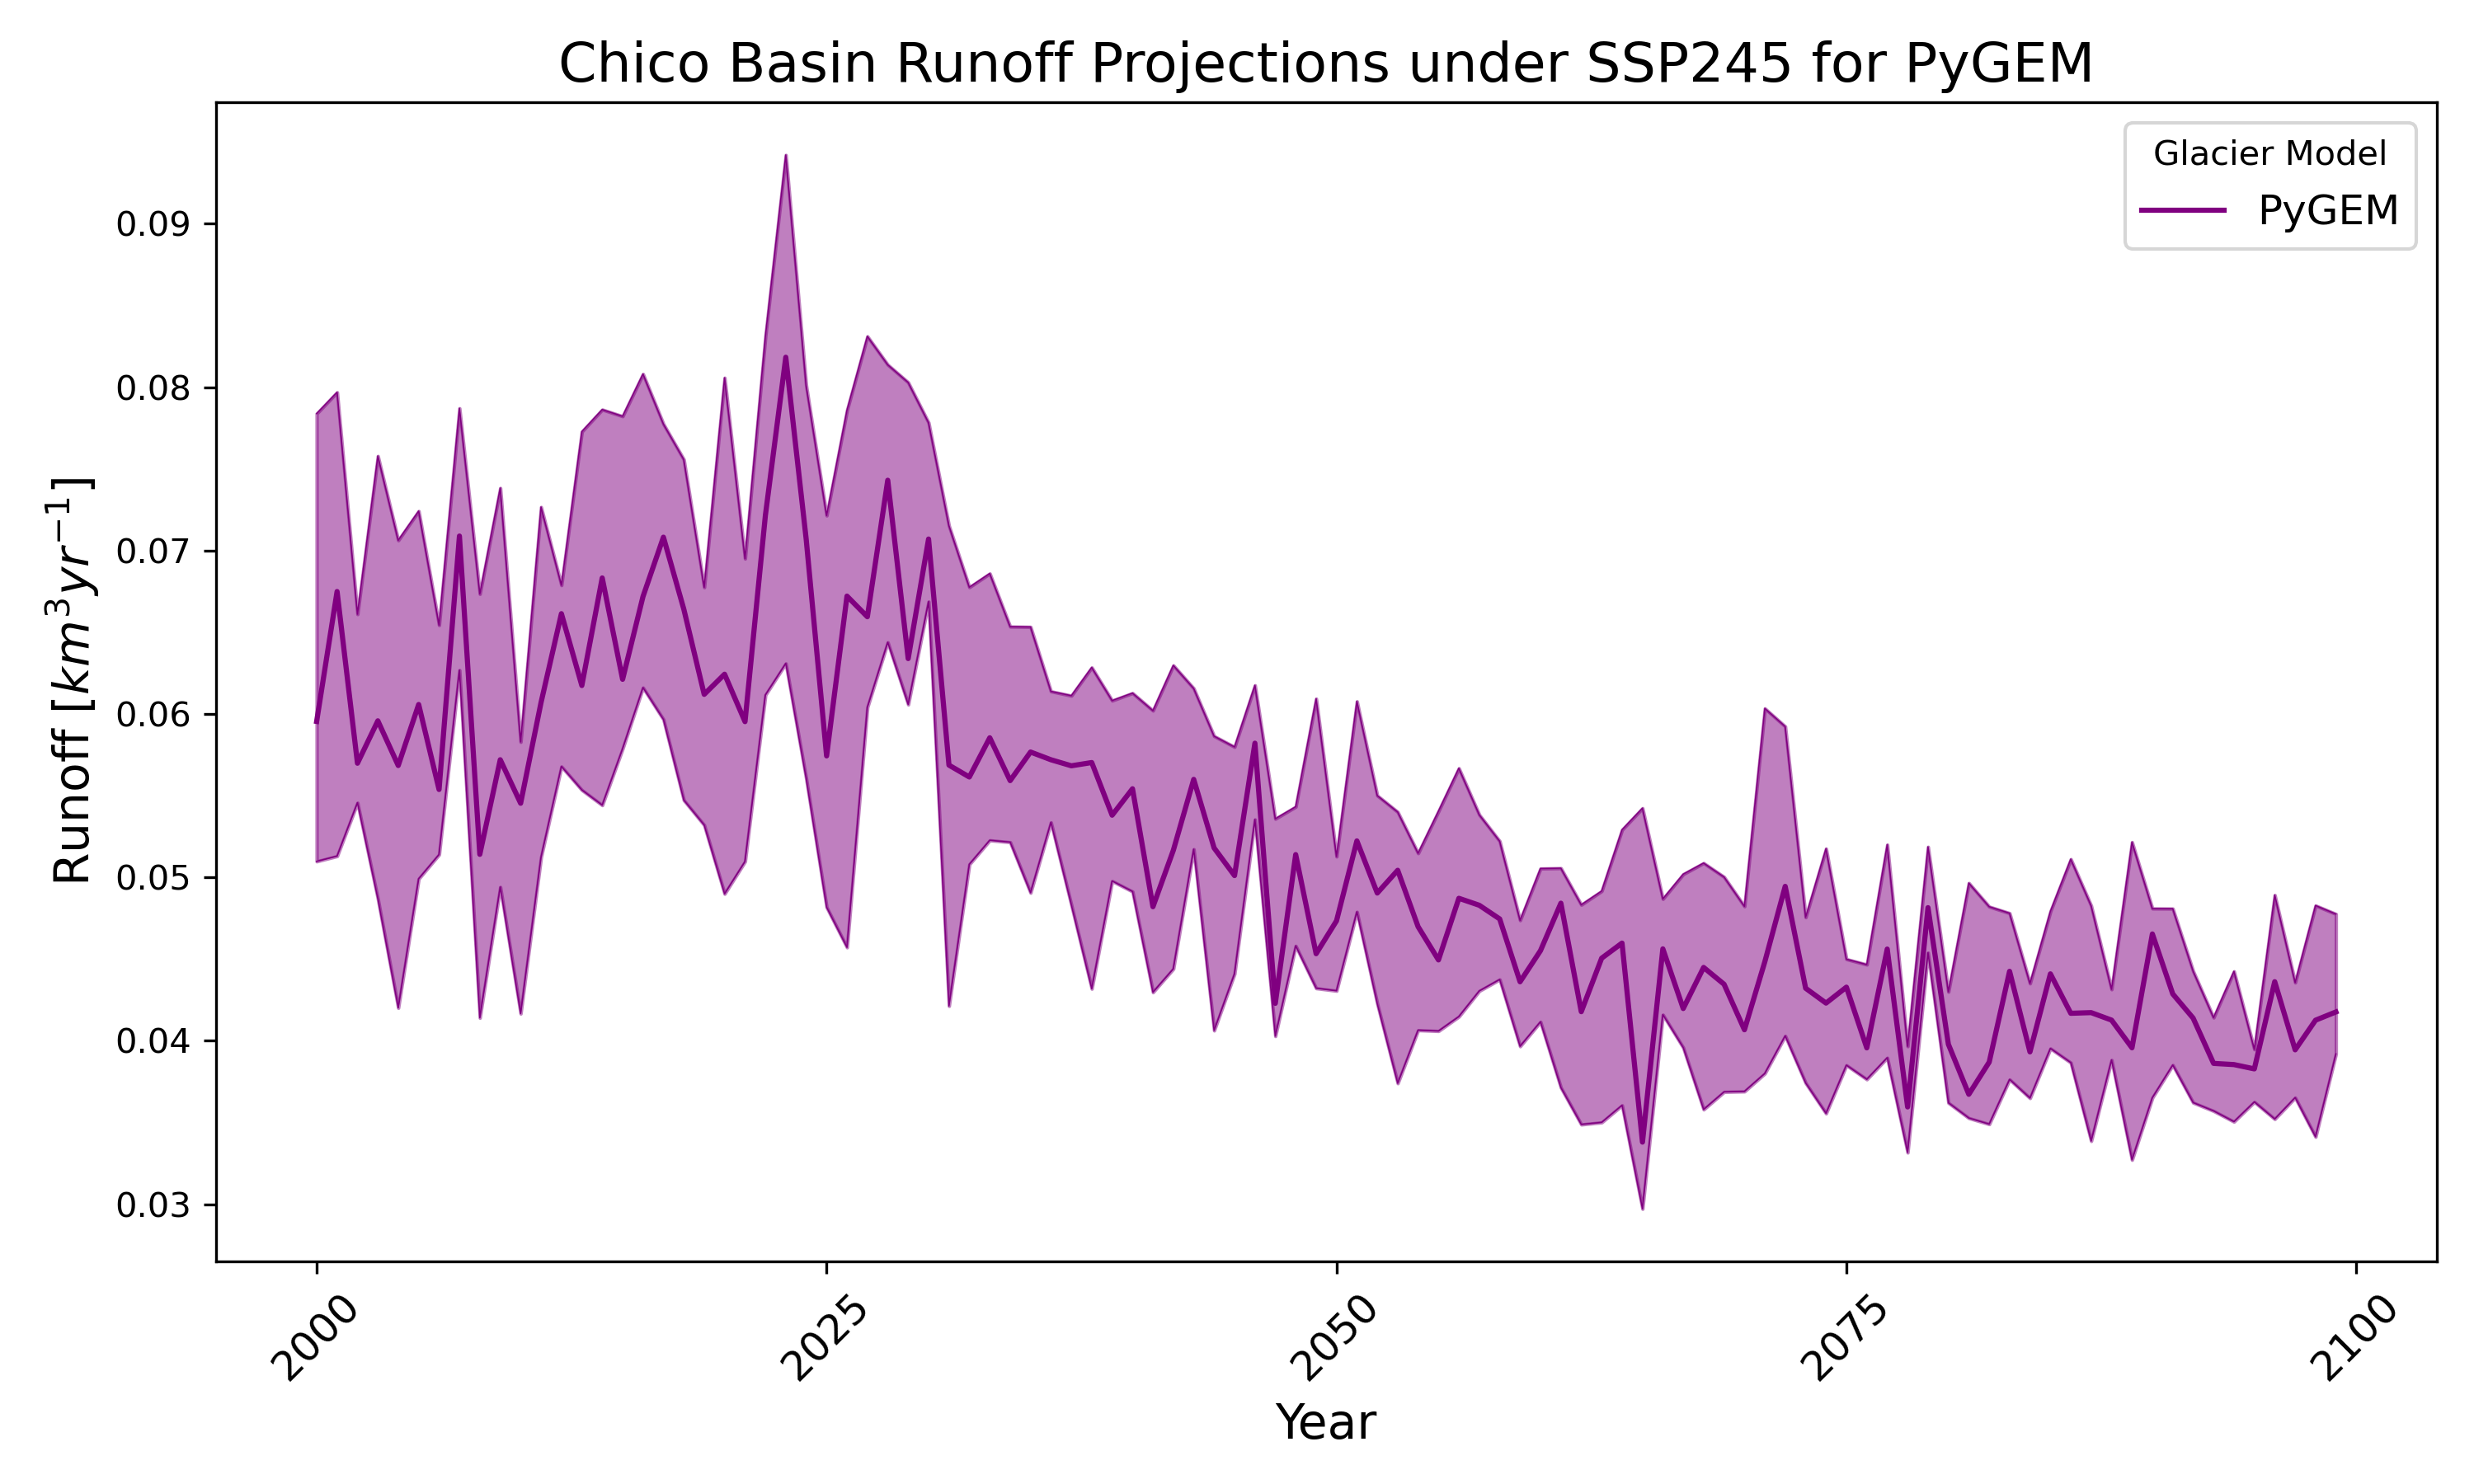 Chico Basin Runoff Projections under SSP245 for PyGEM
Glacier Model
PyGEM
Runoff [km³yr⁻¹]
0.09
0.08
0.07
0.06
0.05
0.04
0.03
2000
2025
2050
2075
2100
Year